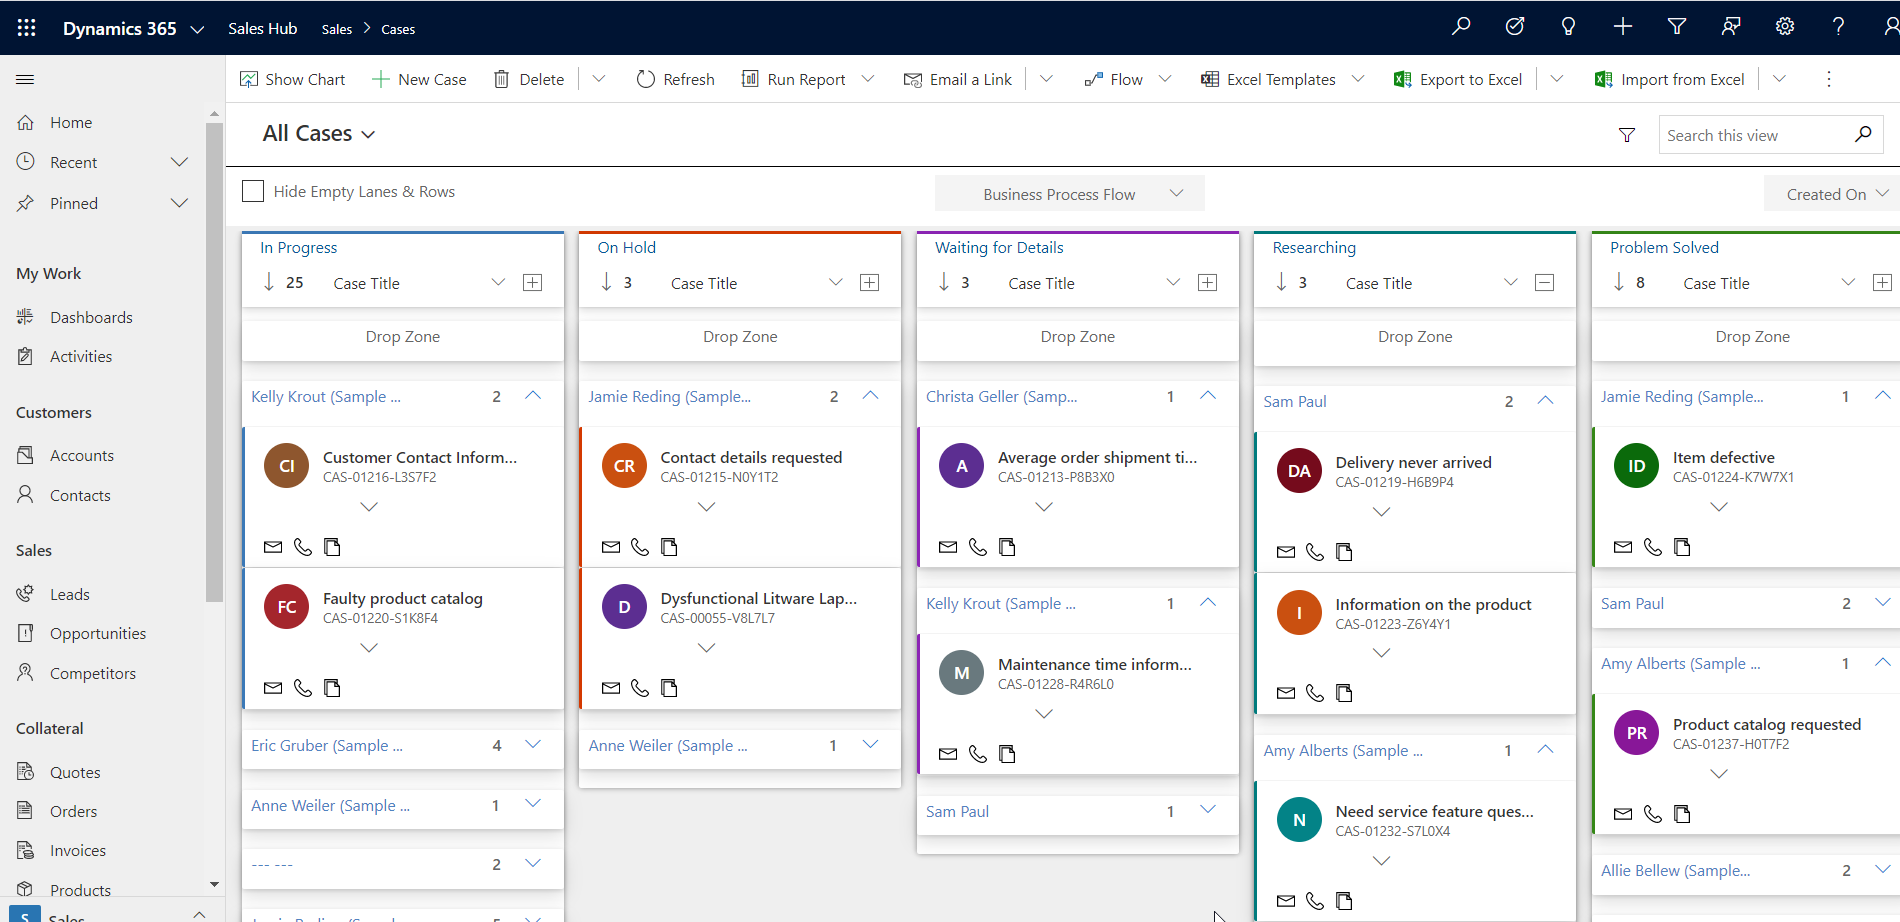 Dynamics 365 Sales Hub Sales > Cases
Show Chart New Case Delete Refresh Run Report Email a Link Flow Excel Templates Export to Excel Import from Excel
Home
Recent
Pinned
My Work
Dashboards
Activities
Customers
Accounts
Contacts
Sales
Leads
Opportunities
Competitors
Collateral
Quotes
Orders
Invoices
Products
S Sales
All Cases
Search this view
Hide Empty Lanes & Rows
Business Process Flow
Created On
In Progress
25 Case Title
Drop Zone
Kelly Krout (Sample ... 2
CI Customer Contact Inform...
CAS-01216-L3S7F2
FC Faulty product catalog
CAS-01220-S1K8F4
Eric Gruber (Sample ... 4
Anne Weiler (Sample ... 1
--- --- 2
On Hold
3 Case Title
Drop Zone
Jamie Reding (Sample... 2
CR Contact details requested
CAS-01215-N0Y1T2
D Dysfunctional Litware Lap...
CAS-00055-V8L7L7
Anne Weiler (Sample ... 1
Waiting for Details
3 Case Title
Drop Zone
Christa Geller (Samp... 1
A Average order shipment ti...
CAS-01213-P8B3X0
Kelly Krout (Sample ... 1
M Maintenance time inform...
CAS-01228-R4R6L0
Sam Paul 1
Researching
3 Case Title
Drop Zone
Sam Paul 2
DA Delivery never arrived
CAS-01219-H6B9P4
I Information on the product
CAS-01223-Z6Y4Y1
Amy Alberts (Sample ... 1
N Need service feature ques...
CAS-01232-S7L0X4
Problem Solved
8 Case Title
Drop Zone
Jamie Reding (Sample... 1
ID Item defective
CAS-01224-K7W7X1
Sam Paul 2
Amy Alberts (Sample ... 1
PR Product catalog requested
CAS-01237-H0T7F2
Allie Bellew (Sample... 2